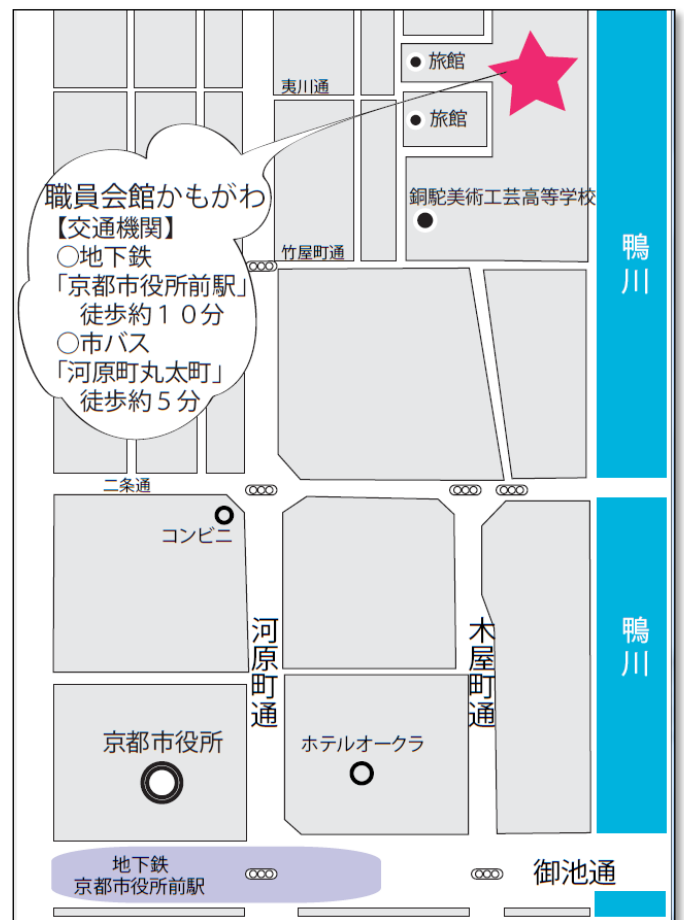 旅館
夷川通
旅館
職員会館かもがわ
【交通機関】
○地下鉄
「京都市役所前駅」
徒歩約１０分
○市バス
「河原町丸太町」
徒歩約５分
銅駝美術工芸高等学校
竹屋町通
鴨川
二条通
コンビニ
河原町通
木屋町通
鴨川
京都市役所
ホテルオークラ
地下鉄
京都市役所前駅
御池通